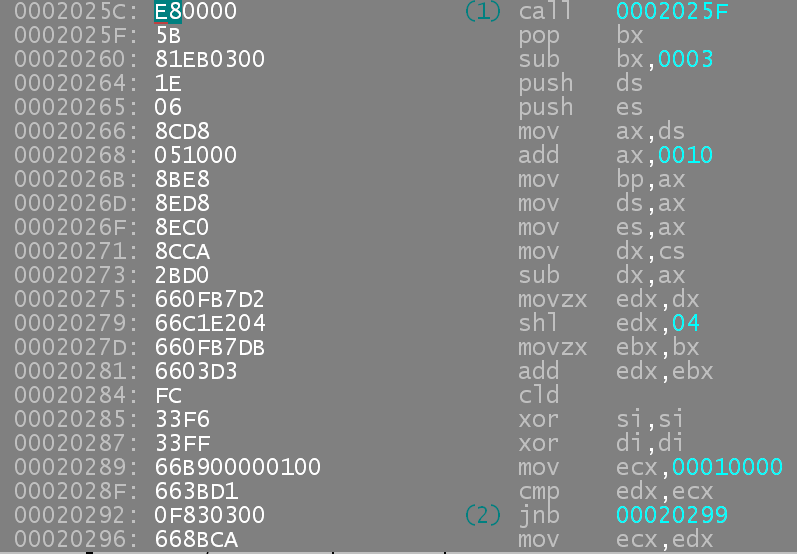 0002025C: E80000 (1) call 0002025F
0002025F: 5B pop bx
00020260: 81EB0300 sub bx,0003
00020264: 1E push ds
00020265: 06 push es
00020266: 8CD8 mov ax,ds
00020268: 051000 add ax,0010
0002026B: 8BE8 mov bp,ax
0002026D: 8ED8 mov ds,ax
0002026F: 8EC0 mov es,ax
00020271: 8CCA mov dx,cs
00020273: 2BD0 sub dx,ax
00020275: 660FB7D2 movzx edx,dx
00020279: 66C1E204 shl edx,04
0002027D: 660FB7DB movzx ebx,bx
00020281: 6603D3 add edx,ebx
00020284: FC cld
00020285: 33F6 xor si,si
00020287: 33FF xor di,di
00020289: 66B900000100 mov ecx,00010000
0002028F: 663BD1 cmp edx,ecx
00020292: 0F830300 (2) jnb 00020299
00020296: 668BCA mov ecx,edx